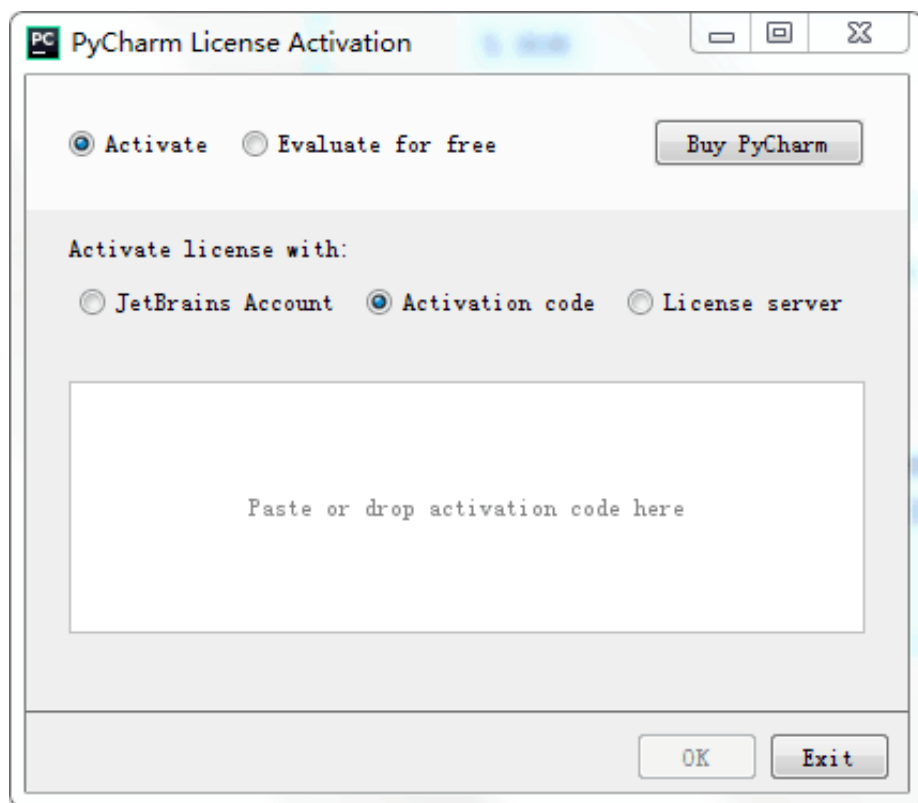 PC PyCharm License Activation
Activate Evaluate for free Buy PyCharm
Activate license with:
JetBrains Account Activation code License server
Paste or drop activation code here
OK Exit